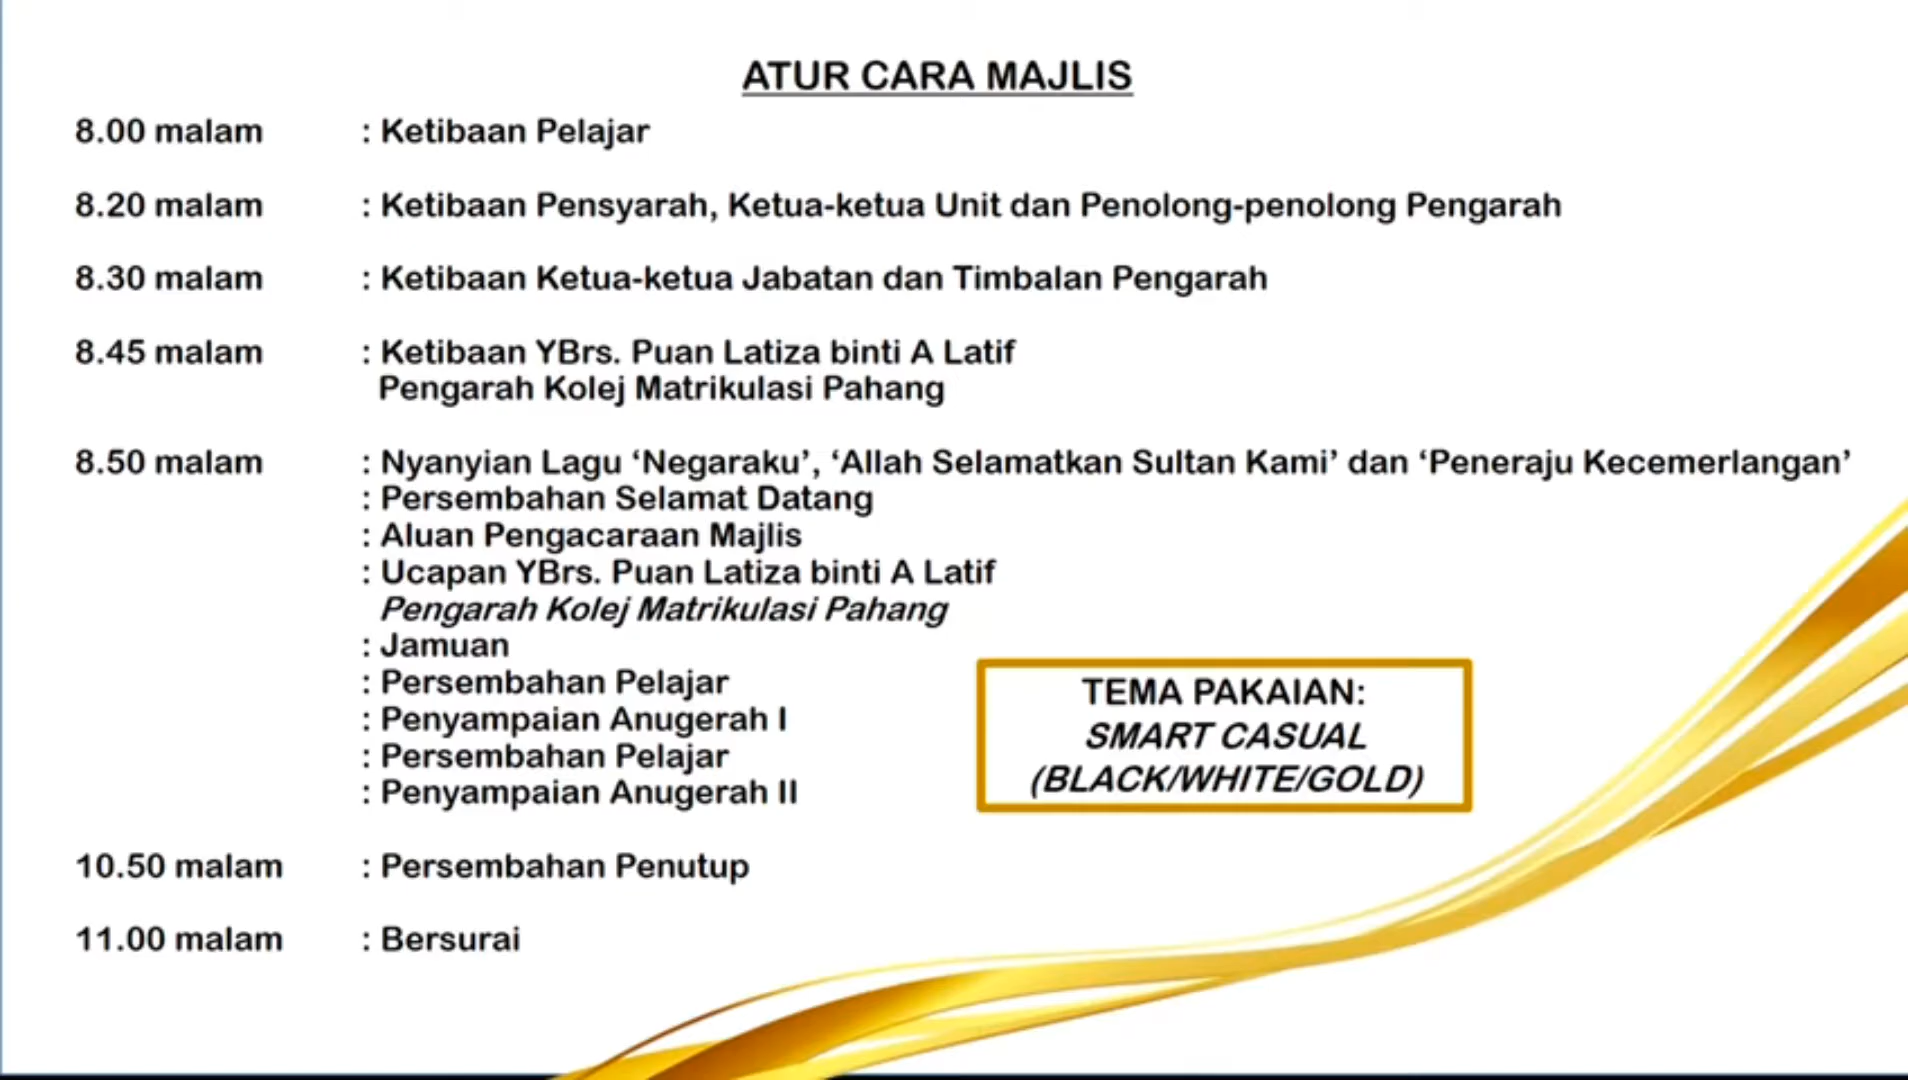 ATUR CARA MAJLIS
8.00 malam : Ketibaan Pelajar
8.20 malam : Ketibaan Pensyarah, Ketua-ketua Unit dan Penolong-penolong Pengarah
8.30 malam : Ketibaan Ketua-ketua Jabatan dan Timbalan Pengarah
8.45 malam : Ketibaan YBrs. Puan Latiza binti A Latif
Pengarah Kolej Matrikulasi Pahang
8.50 malam : Nyanyian Lagu ‘Negaraku’, ‘Allah Selamatkan Sultan Kami’ dan ‘Peneraju Kecemerlangan’
: Persembahan Selamat Datang
: Aluan Pengacaraan Majlis
: Ucapan YBrs. Puan Latiza binti A Latif
Pengarah Kolej Matrikulasi Pahang
: Jamuan
: Persembahan Pelajar
: Penyampaian Anugerah I
: Persembahan Pelajar
: Penyampaian Anugerah II
TEMA PAKAIAN:
SMART CASUAL
(BLACK/WHITE/GOLD)
10.50 malam : Persembahan Penutup
11.00 malam : Bersurai